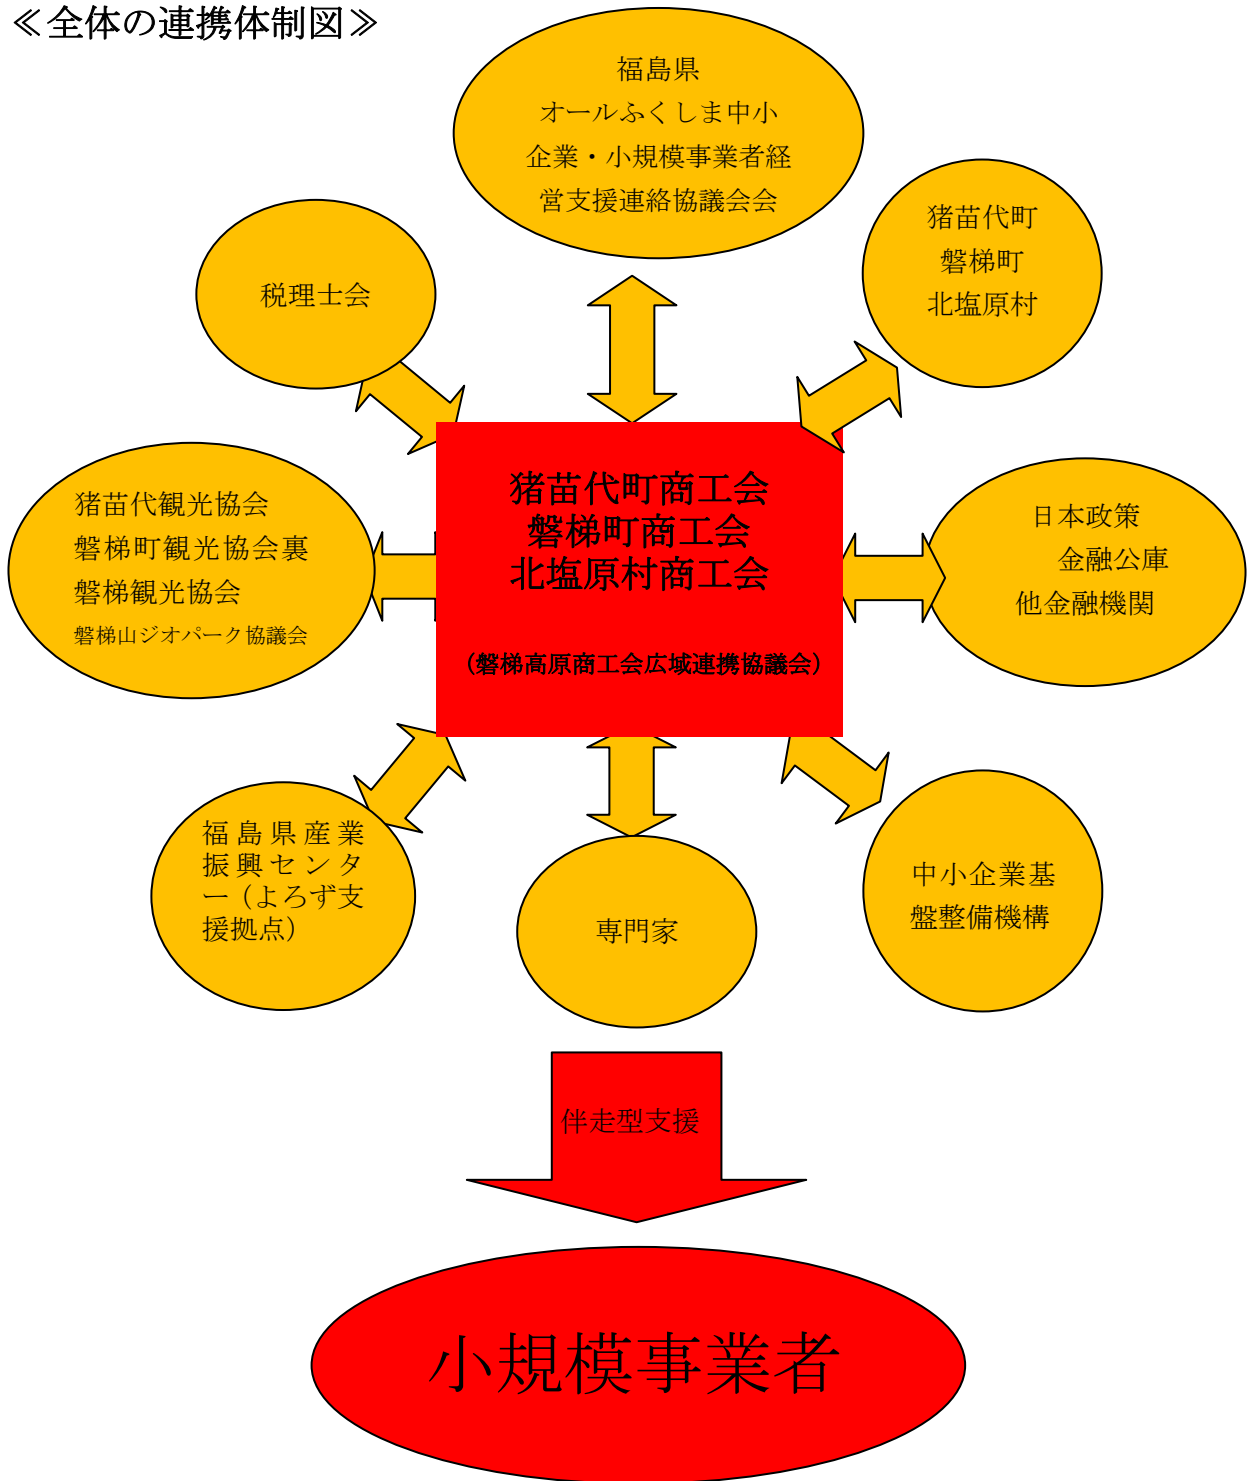 ≪全体の連携体制図≫
福島県
オールふくしま中小
企業・小規模事業者経
営支援連絡協議会会
猪苗代町
磐梯町
北塩原村
税理士会
猪苗代町商工会
磐梯町商工会
北塩原村商工会
（磐梯高原商工会広域連携協議会）
猪苗代観光協会
磐梯町観光協会裏
磐梯観光協会
磐梯山ジオパーク協議会
日本政策
金融公庫
他金融機関
福島県産業
振興センタ
ー（よろず支
援拠点）
専門家
中小企業基
盤整備機構
伴走型支援
小規模事業者